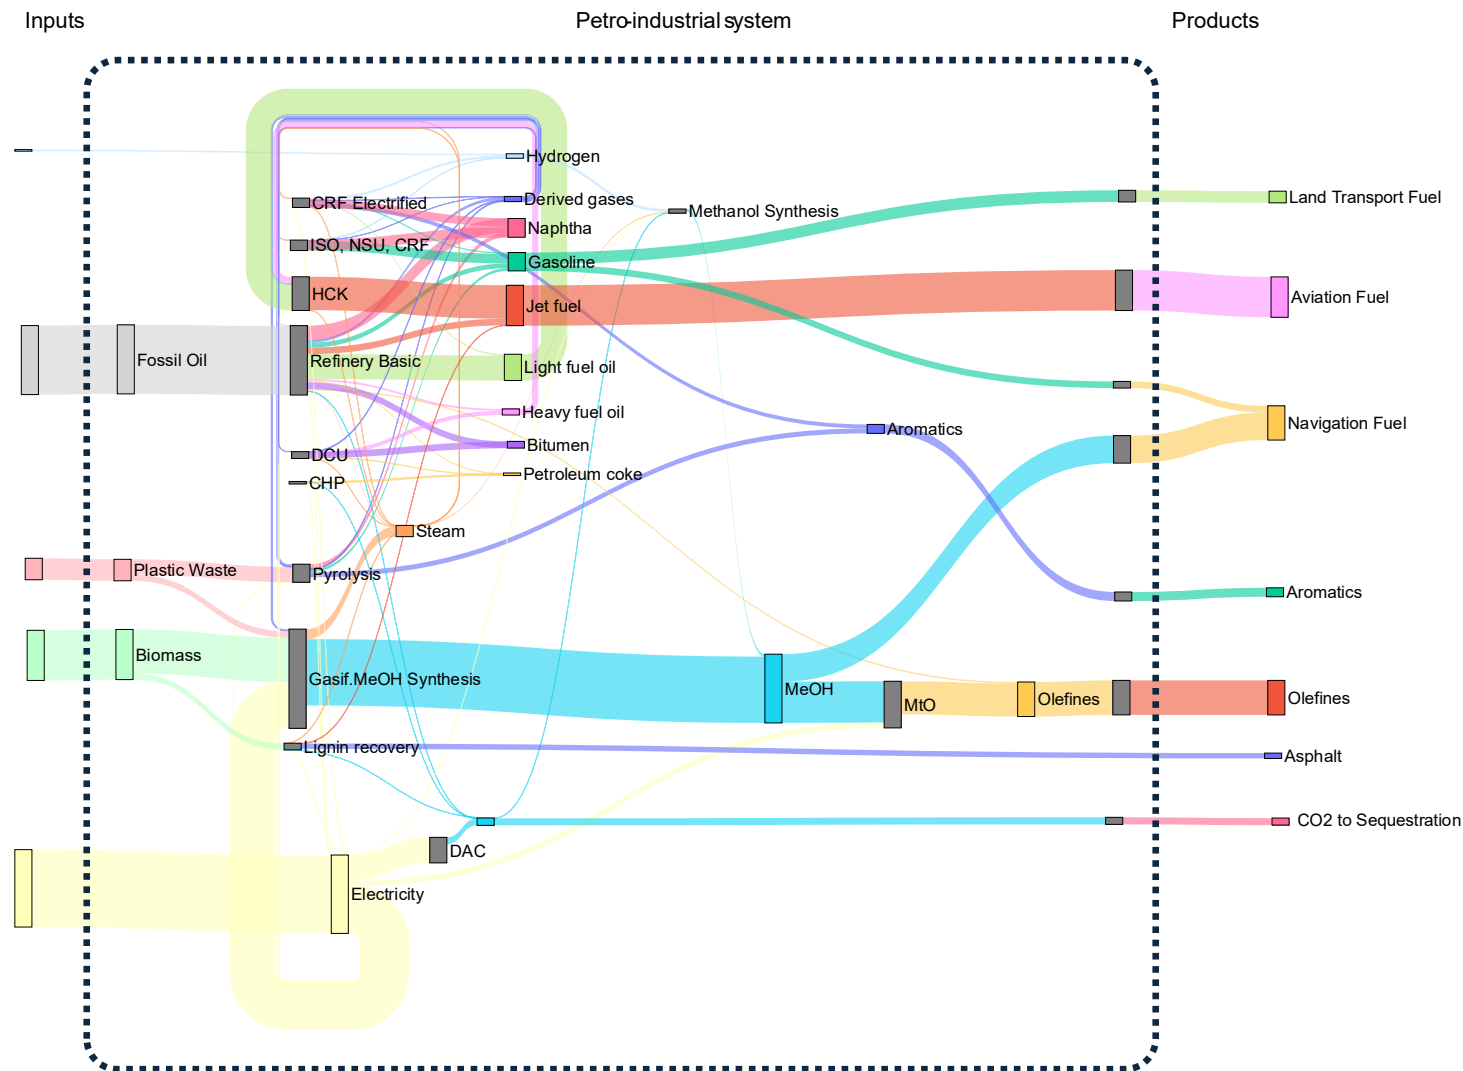 Inputs
Petro-industrial system
Products
Hydrogen
CRF Electrified
Derived gases
Methanol Synthesis
Land Transport Fuel
Naphtha
ISO, NSU, CRF
Gasoline
HCK
Jet fuel
Aviation Fuel
Fossil Oil
Refinery Basic
Light fuel oil
Heavy fuel oil
Navigation Fuel
Aromatics
Bitumen
DCU
Petroleum coke
CHP
Steam
Plastic Waste
Pyrolysis
Aromatics
Biomass
Gasif.MeOH Synthesis
MeOH
MtO
Olefines
Olefines
Lignin recovery
Asphalt
CO2 to Sequestration
DAC
Electricity